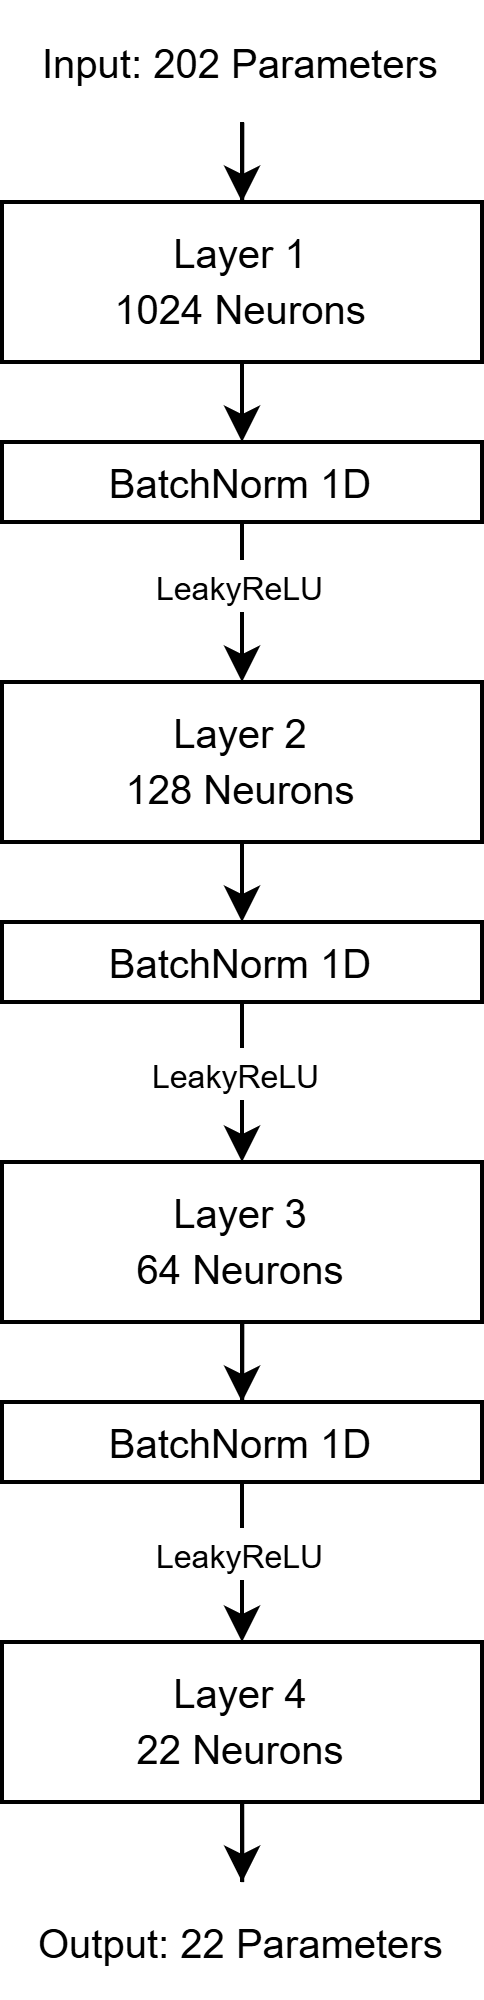 Input: 202 Parameters
Layer 1
1024 Neurons
BatchNorm 1D
LeakyReLU
Layer 2
128 Neurons
BatchNorm 1D
LeakyReLU
Layer 3
64 Neurons
BatchNorm 1D
LeakyReLU
Layer 4
22 Neurons
Output: 22 Parameters